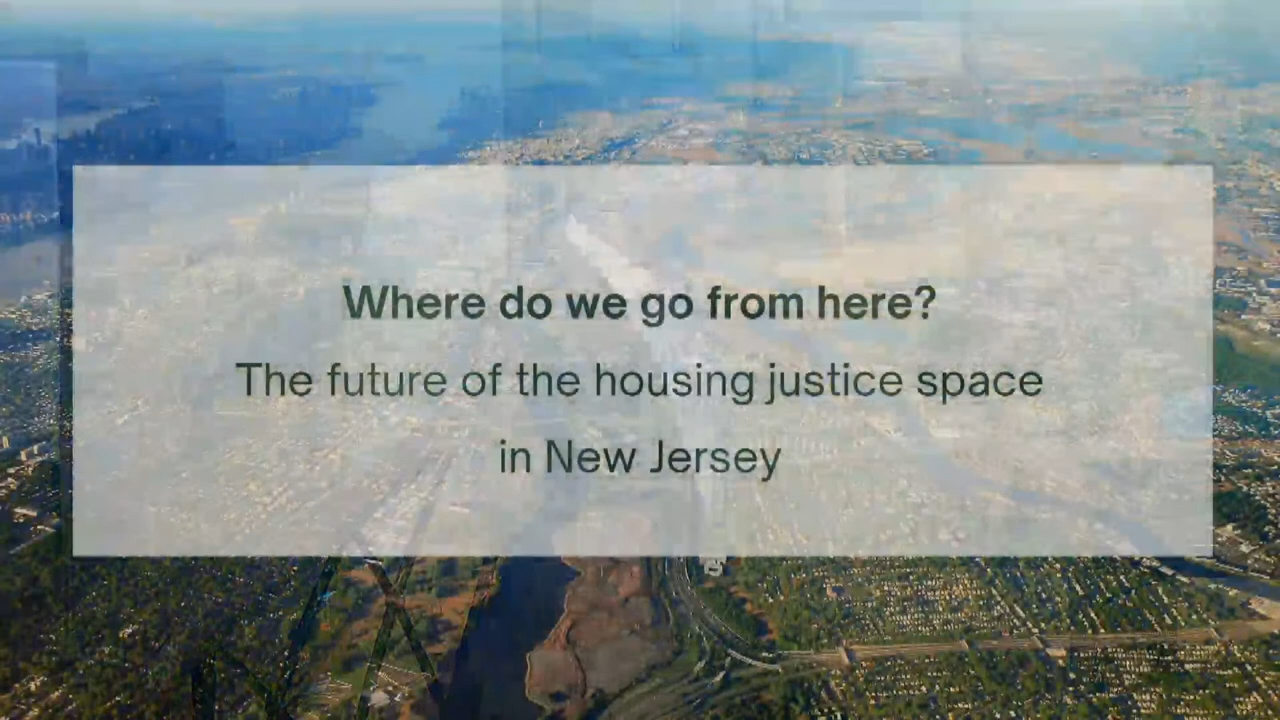 Where do we go from here?
The future of the housing justice space
in New Jersey